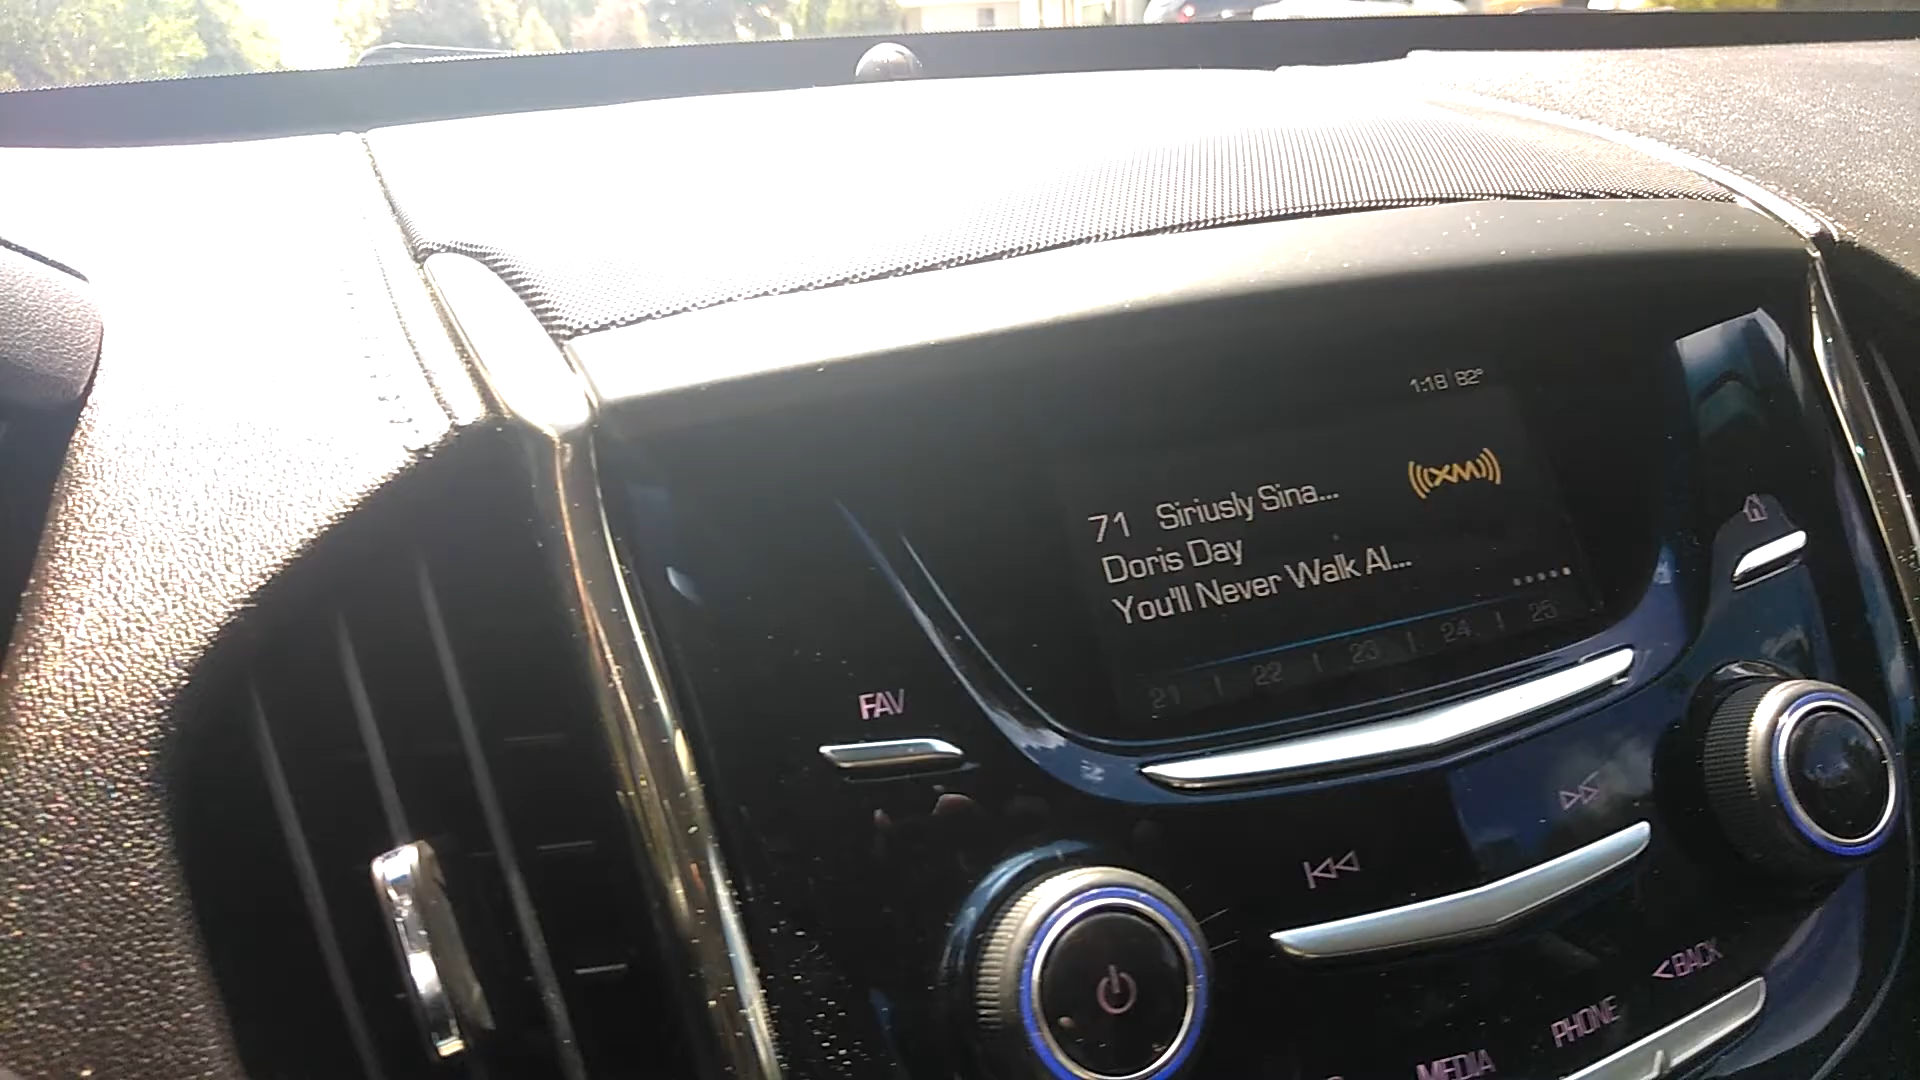 1:18 82°
71 Siriusly Sina...
((XM))
Doris Day
You'll Never Walk Al...
21 | 22 | 23 | 24 | 25
FAV
BACK
PHONE
MEDIA